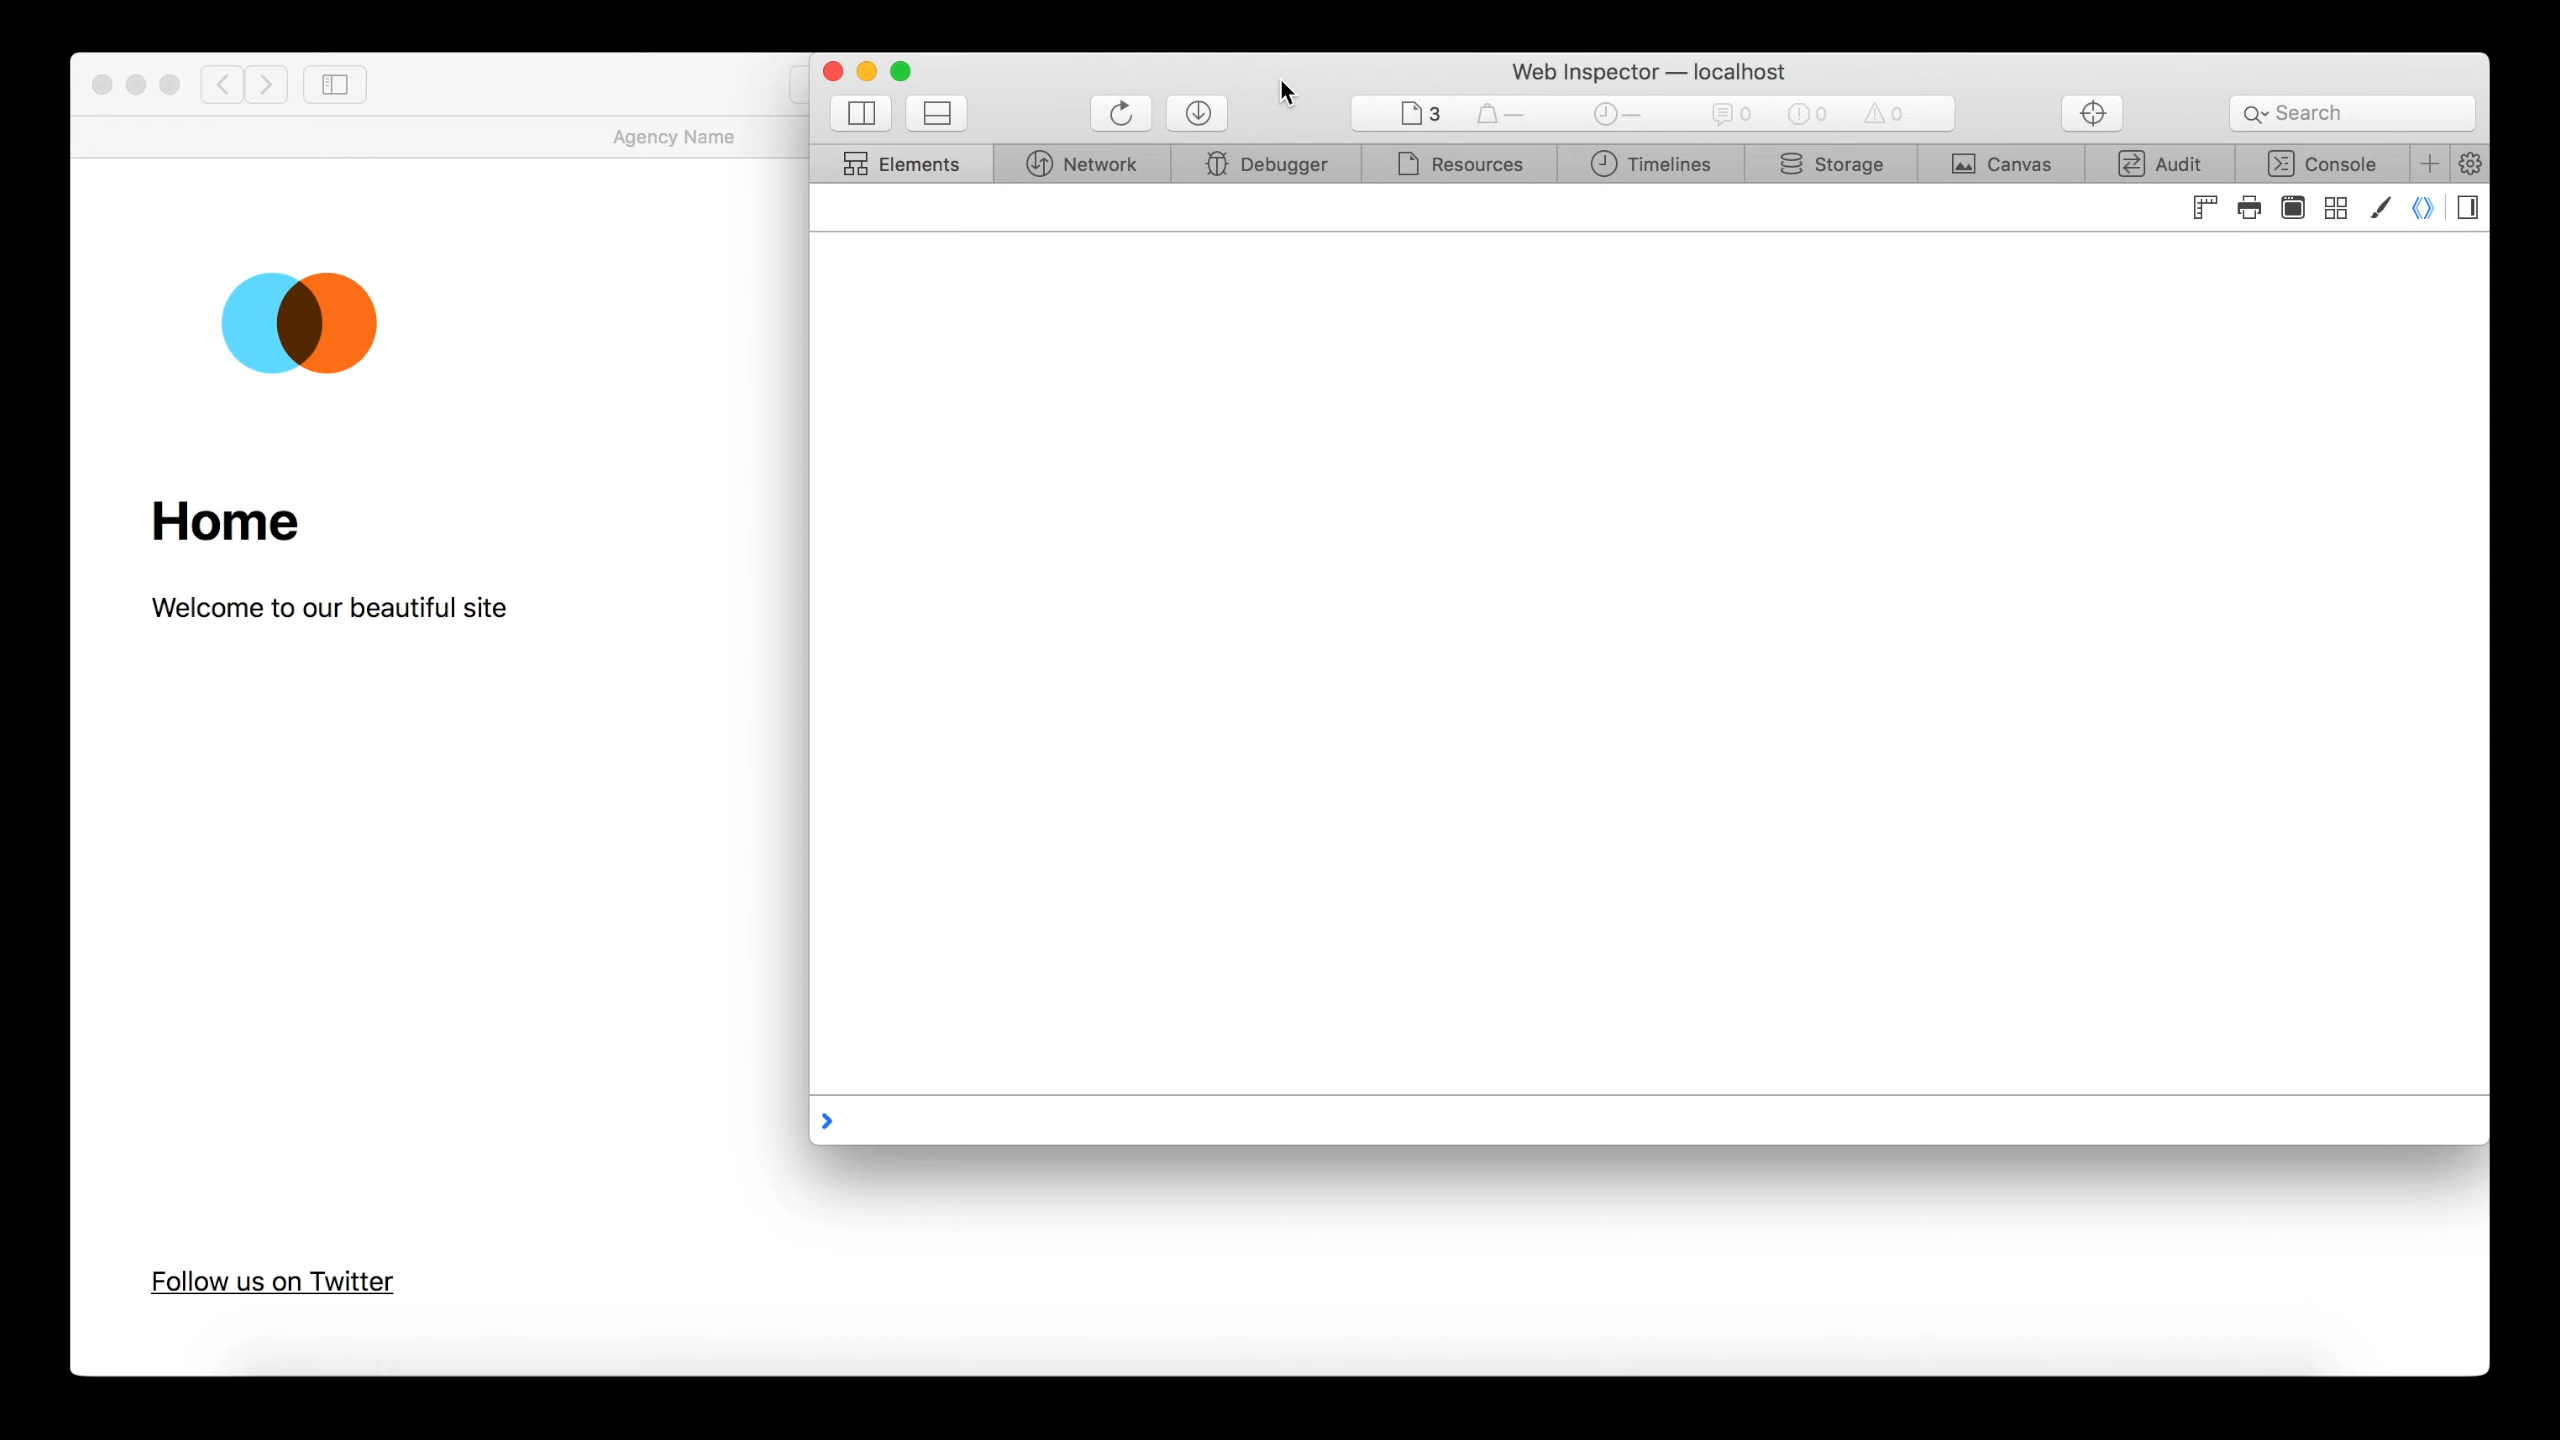 Web Inspector — localhost
3 — — 0 0 0 Search
Agency Name
Elements Network Debugger Resources Timelines Storage Canvas Audit Console
Home
Welcome to our beautiful site
Follow us on Twitter